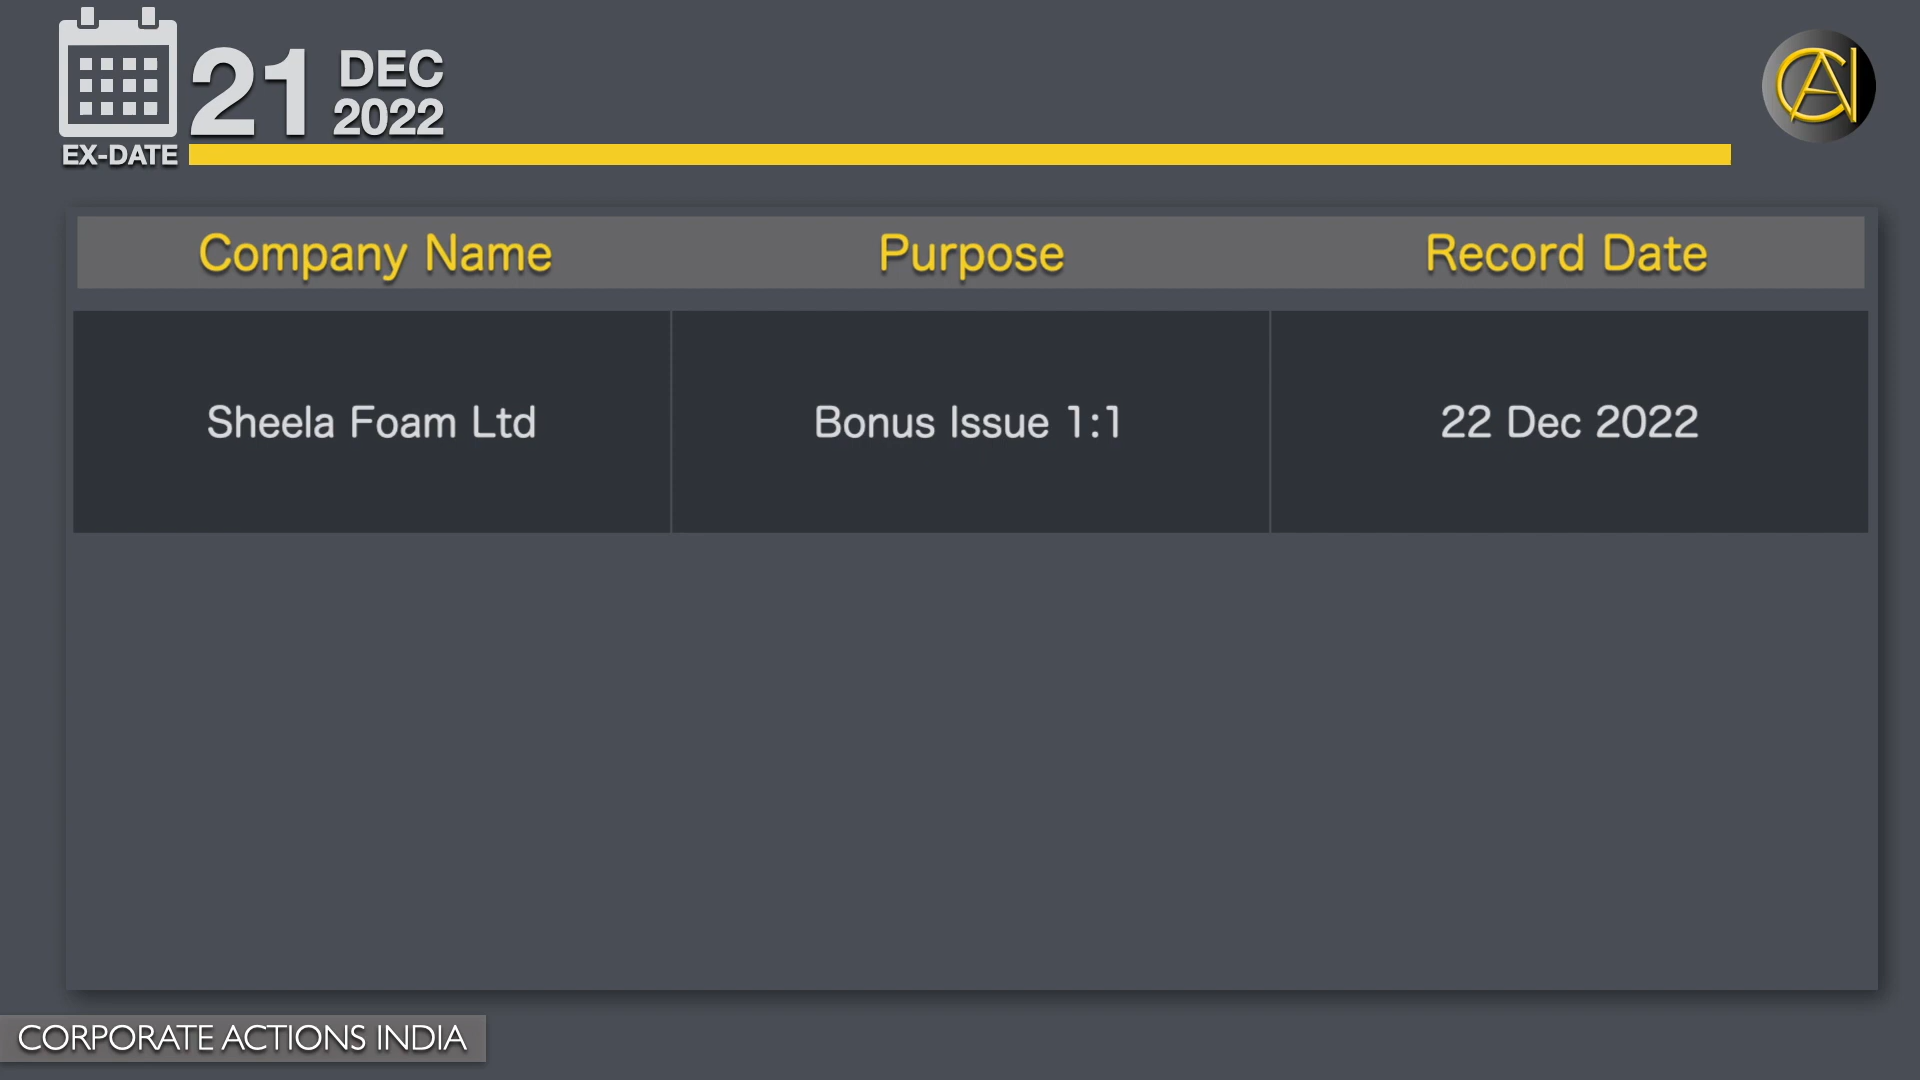 21 DEC
2022
EX-DATE
CAI
Company Name Purpose Record Date
Sheela Foam Ltd Bonus Issue 1:1 22 Dec 2022
CORPORATE ACTIONS INDIA